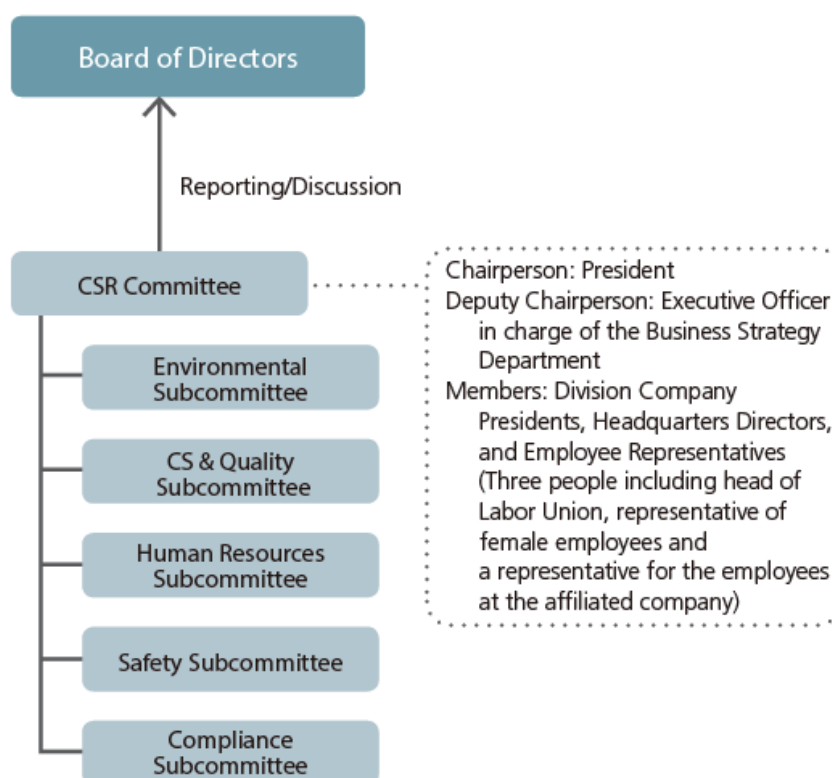 Board of Directors
Reporting/Discussion
CSR Committee
Chairperson: President
Deputy Chairperson: Executive Officer
in charge of the Business Strategy
Department
Members: Division Company
Presidents, Headquarters Directors,
and Employee Representatives
(Three people including head of
Labor Union, representative of
female employees and
a representative for the employees
at the affiliated company)
Environmental
Subcommittee
CS & Quality
Subcommittee
Human Resources
Subcommittee
Safety Subcommittee
Compliance
Subcommittee